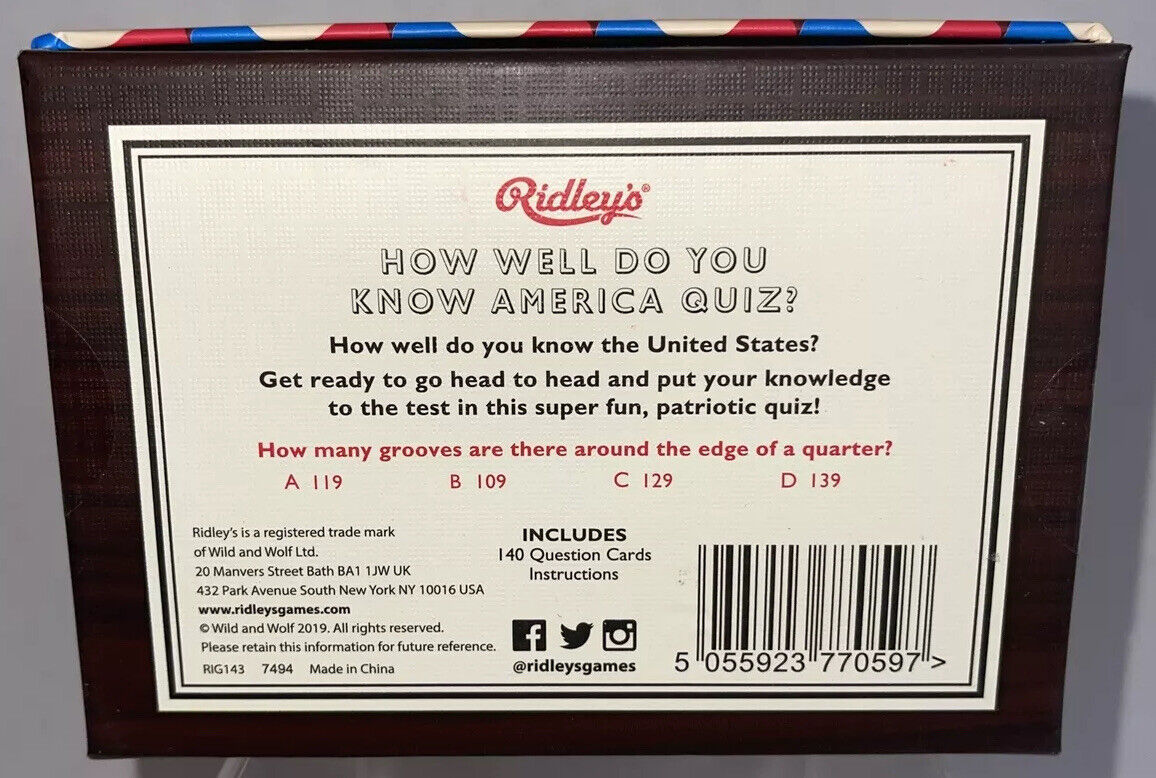 Ridley's®
HOW WELL DO YOU
KNOW AMERICA QUIZ?
How well do you know the United States?
Get ready to go head to head and put your knowledge
to the test in this super fun, patriotic quiz!
How many grooves are there around the edge of a quarter?
A 119 B 109 C 129 D 139
Ridley's is a registered trade mark
of Wild and Wolf Ltd.
20 Manvers Street Bath BA1 1JW UK
432 Park Avenue South New York NY 10016 USA
www.ridleysgames.com
© Wild and Wolf 2019. All rights reserved.
Please retain this information for future reference.
RIG143 7494 Made in China
INCLUDES
140 Question Cards
Instructions
@ridleysgames
5 055923 770597 >